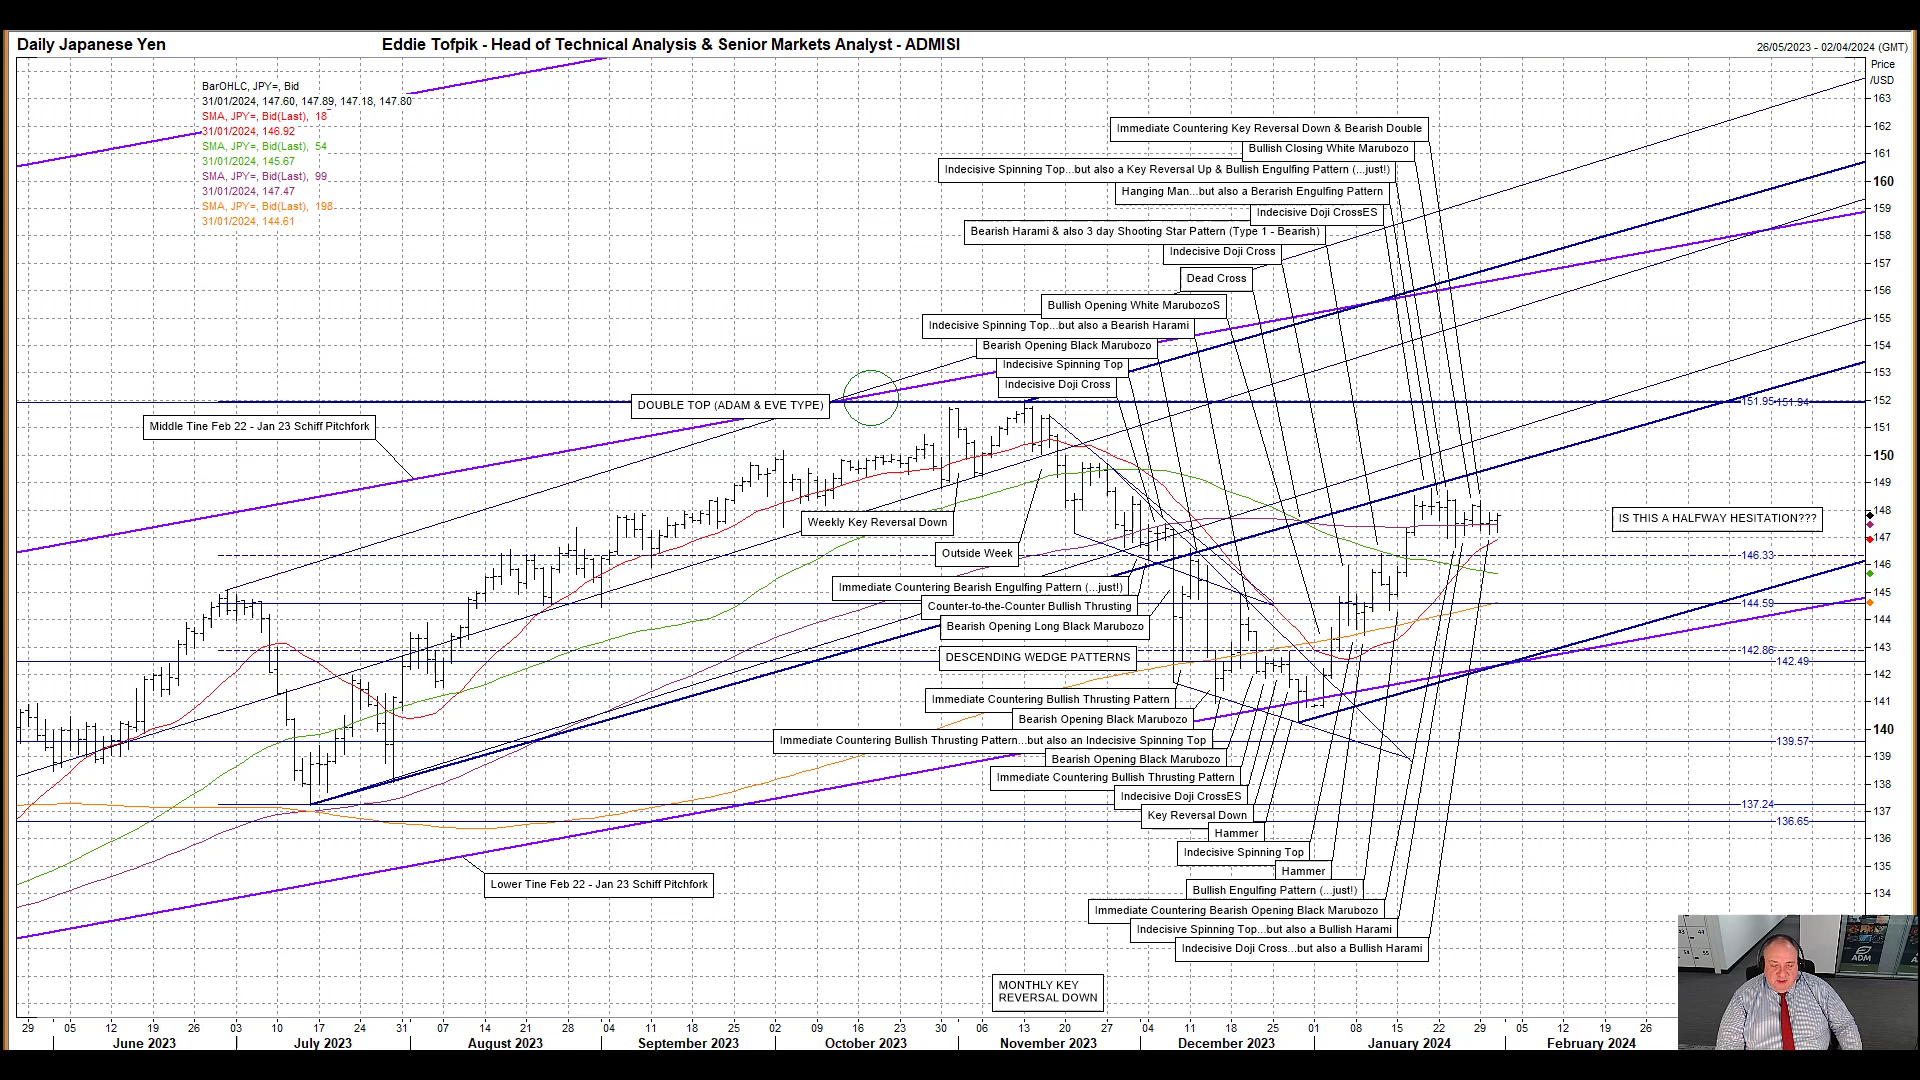 Daily Japanese Yen
Eddie Tofpik - Head of Technical Analysis & Senior Markets Analyst - ADMISI
26/05/2023 - 02/04/2024 (GMT)
Price
/USD
BarOHLC, JPY=, Bid
31/01/2024, 147.60, 147.89, 147.18, 147.80
SMA, JPY=, Bid(Last), 18
31/01/2024, 146.92
SMA, JPY=, Bid(Last), 54
31/01/2024, 145.67
SMA, JPY=, Bid(Last), 99
31/01/2024, 147.47
SMA, JPY=, Bid(Last), 198
31/01/2024, 144.61
Immediate Countering Key Reversal Down & Bearish Double
Bullish Closing White Marubozo
Indecisive Spinning Top...but also a Key Reversal Up & Bullish Engulfing Pattern (...just!)
Hanging Man...but also a Berarish Engulfing Pattern
Indecisive Doji CrossES
Bearish Harami & also 3 day Shooting Star Pattern (Type 1 - Bearish)
Indecisive Doji Cross
Dead Cross
Bullish Opening White MarubozoS
Indecisive Spinning Top...but also a Bearish Harami
Bearish Opening Black Marubozo
Indecisive Spinning Top
Indecisive Doji Cross
DOUBLE TOP (ADAM & EVE TYPE)
Middle Tine Feb 22 - Jan 23 Schiff Pitchfork
Weekly Key Reversal Down
Outside Week
IS THIS A HALFWAY HESITATION???
Immediate Countering Bearish Engulfing Pattern (...just!)
Counter-to-the-Counter Bullish Thrusting
Bearish Opening Long Black Marubozo
DESCENDING WEDGE PATTERNS
Immediate Countering Bullish Thrusting Pattern
Bearish Opening Black Marubozo
Immediate Countering Bullish Thrusting Pattern...but also an Indecisive Spinning Top
Bearish Opening Black Marubozo
Immediate Countering Bullish Thrusting Pattern
Indecisive Doji CrossES
Key Reversal Down
Hammer
Indecisive Spinning Top
Hammer
Lower Tine Feb 22 - Jan 23 Schiff Pitchfork
Bullish Engulfing Pattern (...just!)
Immediate Countering Bearish Opening Black Marubozo
Indecisive Spinning Top...but also a Bullish Harami
Indecisive Doji Cross...but also a Bullish Harami
MONTHLY KEY
REVERSAL DOWN
151.95 151.94
146.33
144.59
142.86
142.49
139.57
137.24
136.65
163
162
161
160
159
158
157
156
155
154
153
152
151
150
149
148
147
146
145
144
143
142
141
140
139
138
137
136
135
134
29 05 12 19 26 03 10 17 24 31 07 14 21 28 04 11 18 25 02 09 16 23 30 06 13 20 27 04 11 18 25 01 08 15 22 29 05 12 19 26
June 2023 July 2023 August 2023 September 2023 October 2023 November 2023 December 2023 January 2024 February 2024
ADM